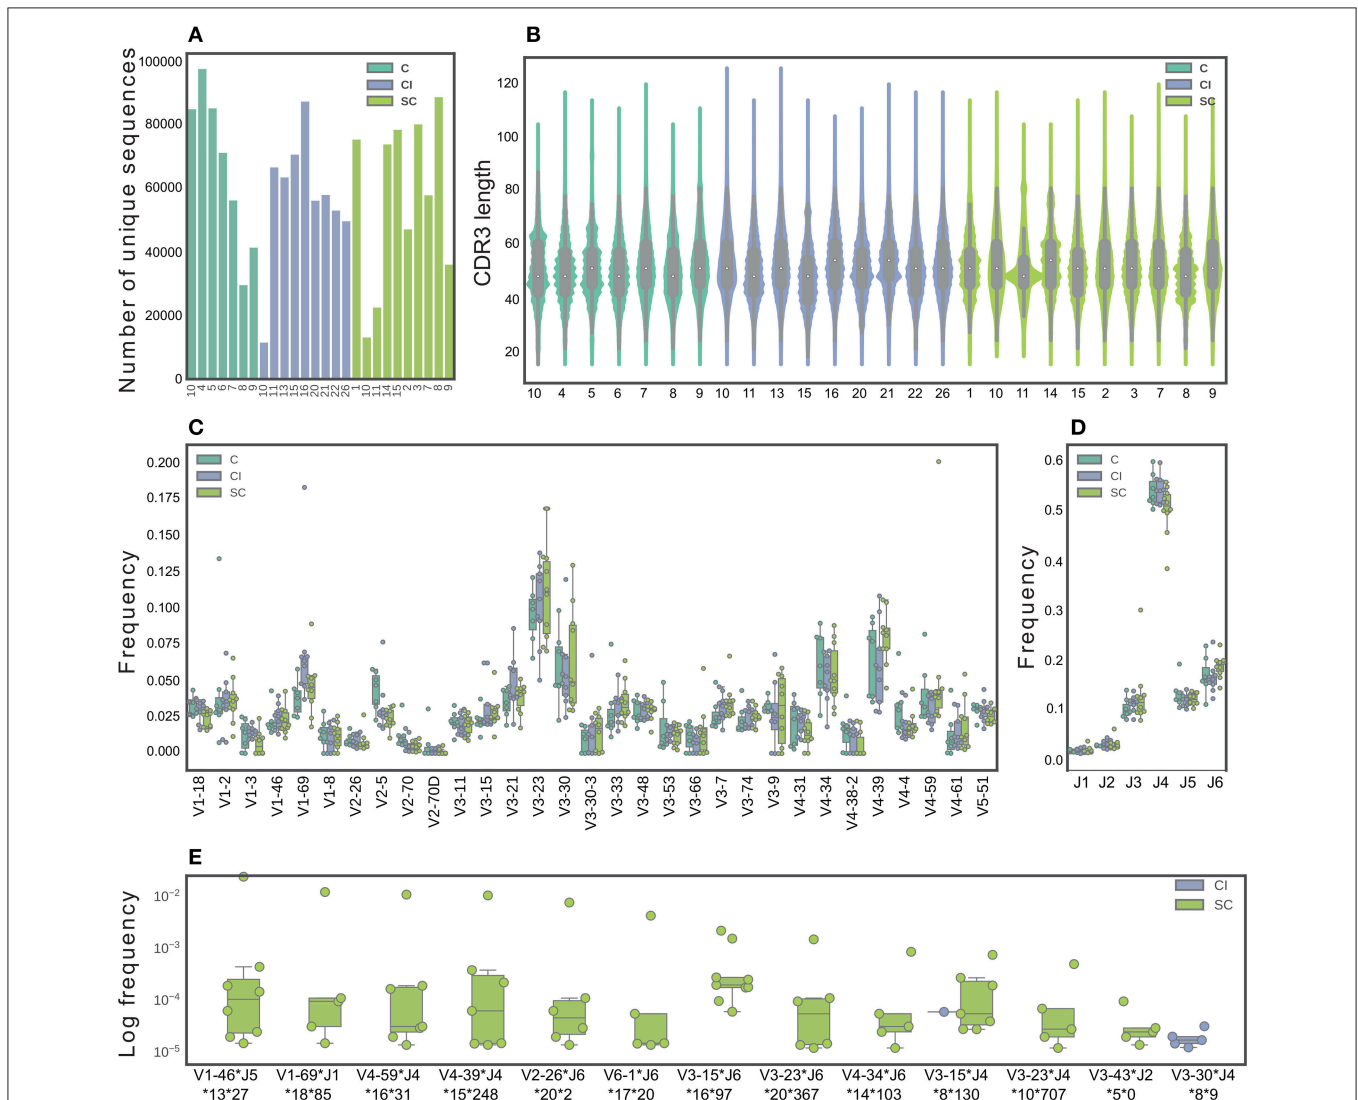 A
Number of unique sequences
100000
80000
60000
40000
20000
0
C
CI
SC
10 4 5 6 7 8 9 10 11 13 15 16 20 21 22 26 1 10 11 14 15 2 3 7 8 9
B
CDR3 length
120
100
80
60
40
20
C
CI
SC
10 4 5 6 7 8 9 10 11 13 15 16 20 21 22 26 1 10 11 14 15 2 3 7 8 9
C
Frequency
0.200
0.175
0.150
0.125
0.100
0.075
0.050
0.025
0.000
C
CI
SC
V1-18 V1-2 V1-3 V1-46 V1-69 V1-8 V2-26 V2-5 V2-70 V2-70D V3-11 V3-15 V3-21 V3-23 V3-30 V3-30-3 V3-33 V3-48 V3-53 V3-66 V3-7 V3-74 V3-9 V4-31 V4-34 V4-38-2 V4-39 V4-4 V4-59 V4-61 V5-51
D
Frequency
0.6
0.5
0.4
0.3
0.2
0.1
0.0
C
CI
SC
J1 J2 J3 J4 J5 J6
E
Log frequency
10⁻²
10⁻³
10⁻⁴
10⁻⁵
CI
SC
V1-46*J5 V1-69*J1 V4-59*J4 V4-39*J4 V2-26*J6 V6-1*J6 V3-15*J6 V3-23*J6 V4-34*J6 V3-15*J4 V3-23*J4 V3-43*J2 V3-30*J4
*13*27 *18*85 *16*31 *15*248 *20*2 *17*20 *16*97 *20*367 *14*103 *8*130 *10*707 *5*0 *8*9